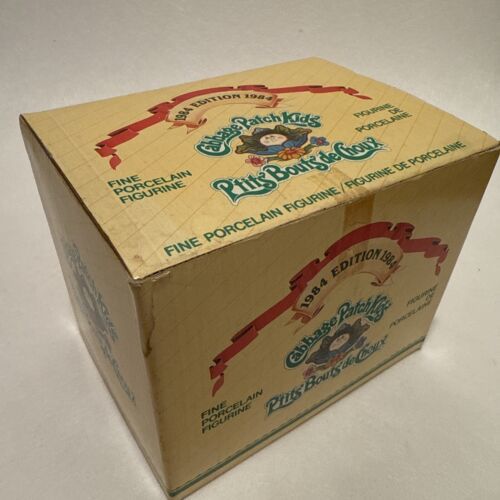 1984 EDITION 1984
Cabbage Patch Kids
P'tits Bouts de Choux
FINE
PORCELAIN
FIGURINE
FIGURINE
DE
PORCELAINE
FINE PORCELAIN FIGURINE / FIGURINE DE PORCELAINE
1984 EDITION 1984
Cabbage Patch Kids
P'tits Bouts de Choux
FINE
PORCELAIN
FIGURINE
FIGURINE
DE
PORCELAINE